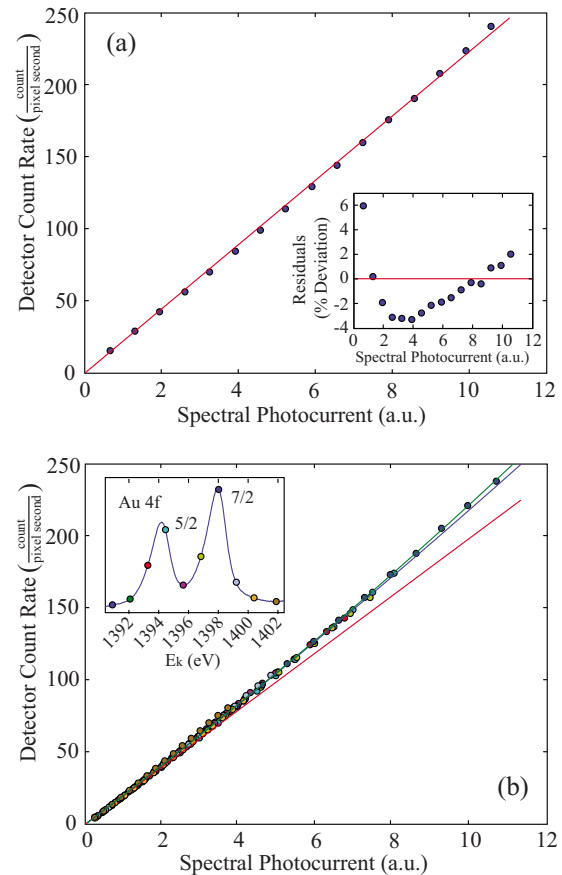 (a)
250
200
150
100
50
0
Detector Count Rate (count / pixel second)
0 2 4 6 8 10 12
Spectral Photocurrent (a.u.)
6
4
2
0
-2
-4
Residuals
(% Deviation)
0 2 4 6 8 10 12
Spectral Photocurrent (a.u.)
250
200
150
100
50
0
Detector Count Rate (count / pixel second)
Au 4f
5/2
7/2
1392 1394 1396 1398 1400 1402
Ek (eV)
(b)
0 2 4 6 8 10 12
Spectral Photocurrent (a.u.)